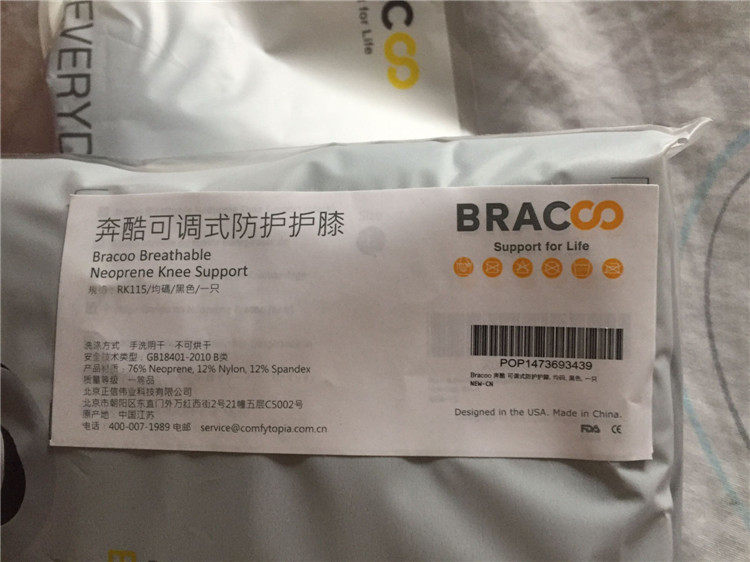 EVERYD
BRACOO
g for Life
奔酷可调式防护护膝
Bracoo Breathable
Neoprene Knee Support
规格：RK115/均码/黑色/一只
洗涤方式 手洗阴干，不可烘干
安全技术类型：GB18401-2010 B类
产品材质：76% Neoprene, 12% Nylon, 12% Spandex
质量等级 一等品
北京正信伟业科技有限公司
北京市朝阳区东直门外万红西街2号21幢五层C5002号
原产地 中国江苏
电话：400-007-1989 电邮 service@comfytopia.com.cn
BRACOO
Support for Life
POP1473693439
Bracoo 奔酷 可调式防护护膝, 均码, 黑色, 一只
NEW-CN
Designed in the USA. Made in China.
FDA CE